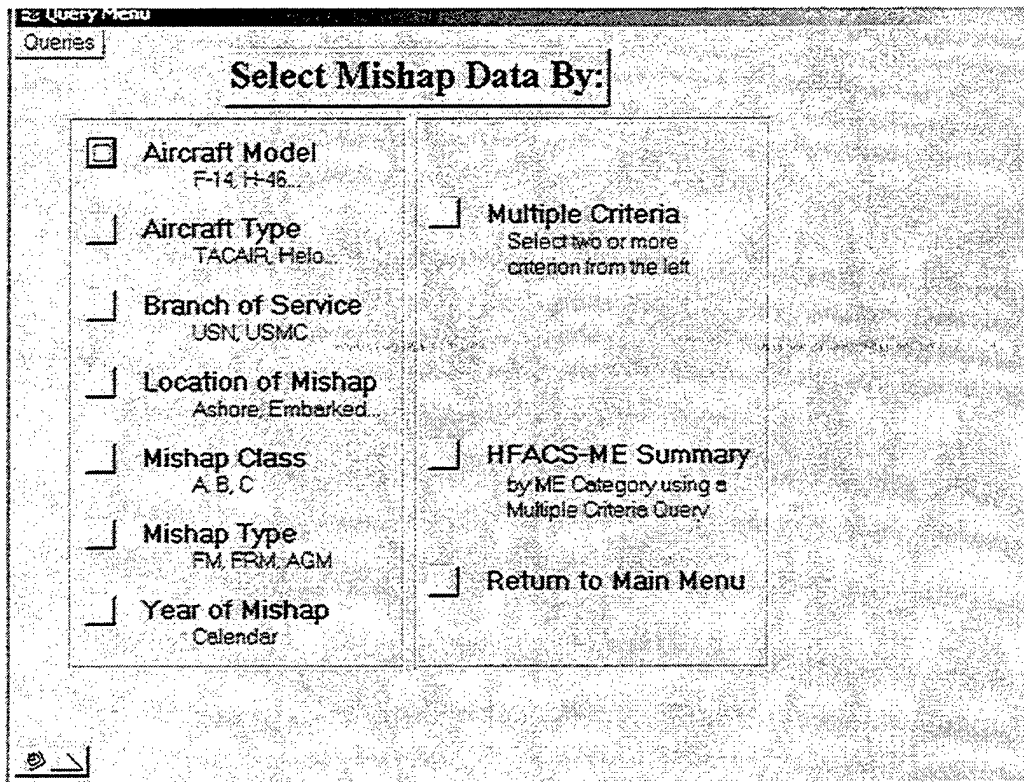 Query Menu
Queries
Select Mishap Data By:
Aircraft Model
F-14, H-46...
Aircraft Type
TACAIR, Helo...
Branch of Service
USN, USMC
Location of Mishap
Ashore, Embarked...
Mishap Class
A, B, C
Mishap Type
FM, FRM, AGM
Year of Mishap
Calendar
Multiple Criteria
Select two or more
criterion from the left
HFACS-ME Summary
by ME Category using a
Multiple Criteria Query
Return to Main Menu